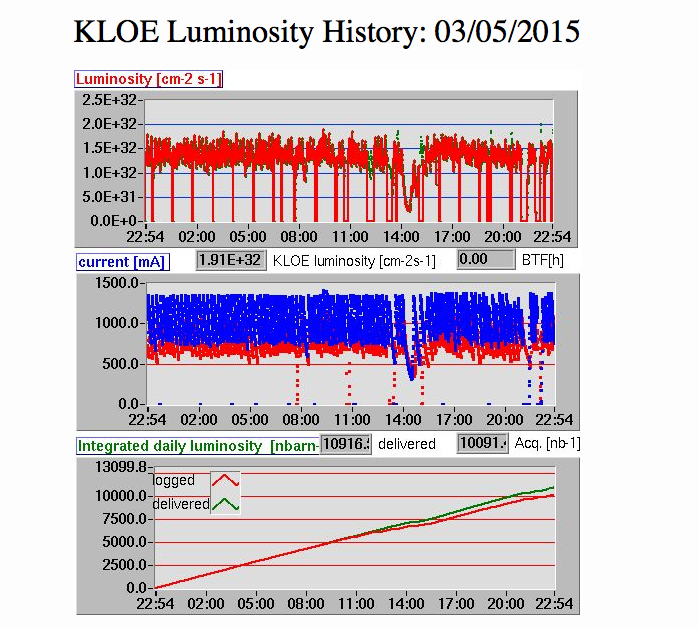 KLOE Luminosity History: 03/05/2015
Luminosity [cm-2 s-1]
2.5E+32
2.0E+32
1.5E+32
1.0E+32
5.0E+31
0.0E+0
22:54 02:00 05:00 08:00 11:00 14:00 17:00 20:00 22:54
current [mA] 1.91E+32 KLOE luminosity [cm-2s-1] 0.00 BTF[h]
1500.0
1000.0
500.0
0.0
22:54 02:00 05:00 08:00 11:00 14:00 17:00 20:00 22:54
Integrated daily luminosity [nbarn- 10916. delivered 10091. Acq. [nb-1]
13099.8
logged
10000.0
delivered
7500.0
5000.0
2500.0
0.0
22:54 02:00 05:00 08:00 11:00 14:00 17:00 20:00 22:54